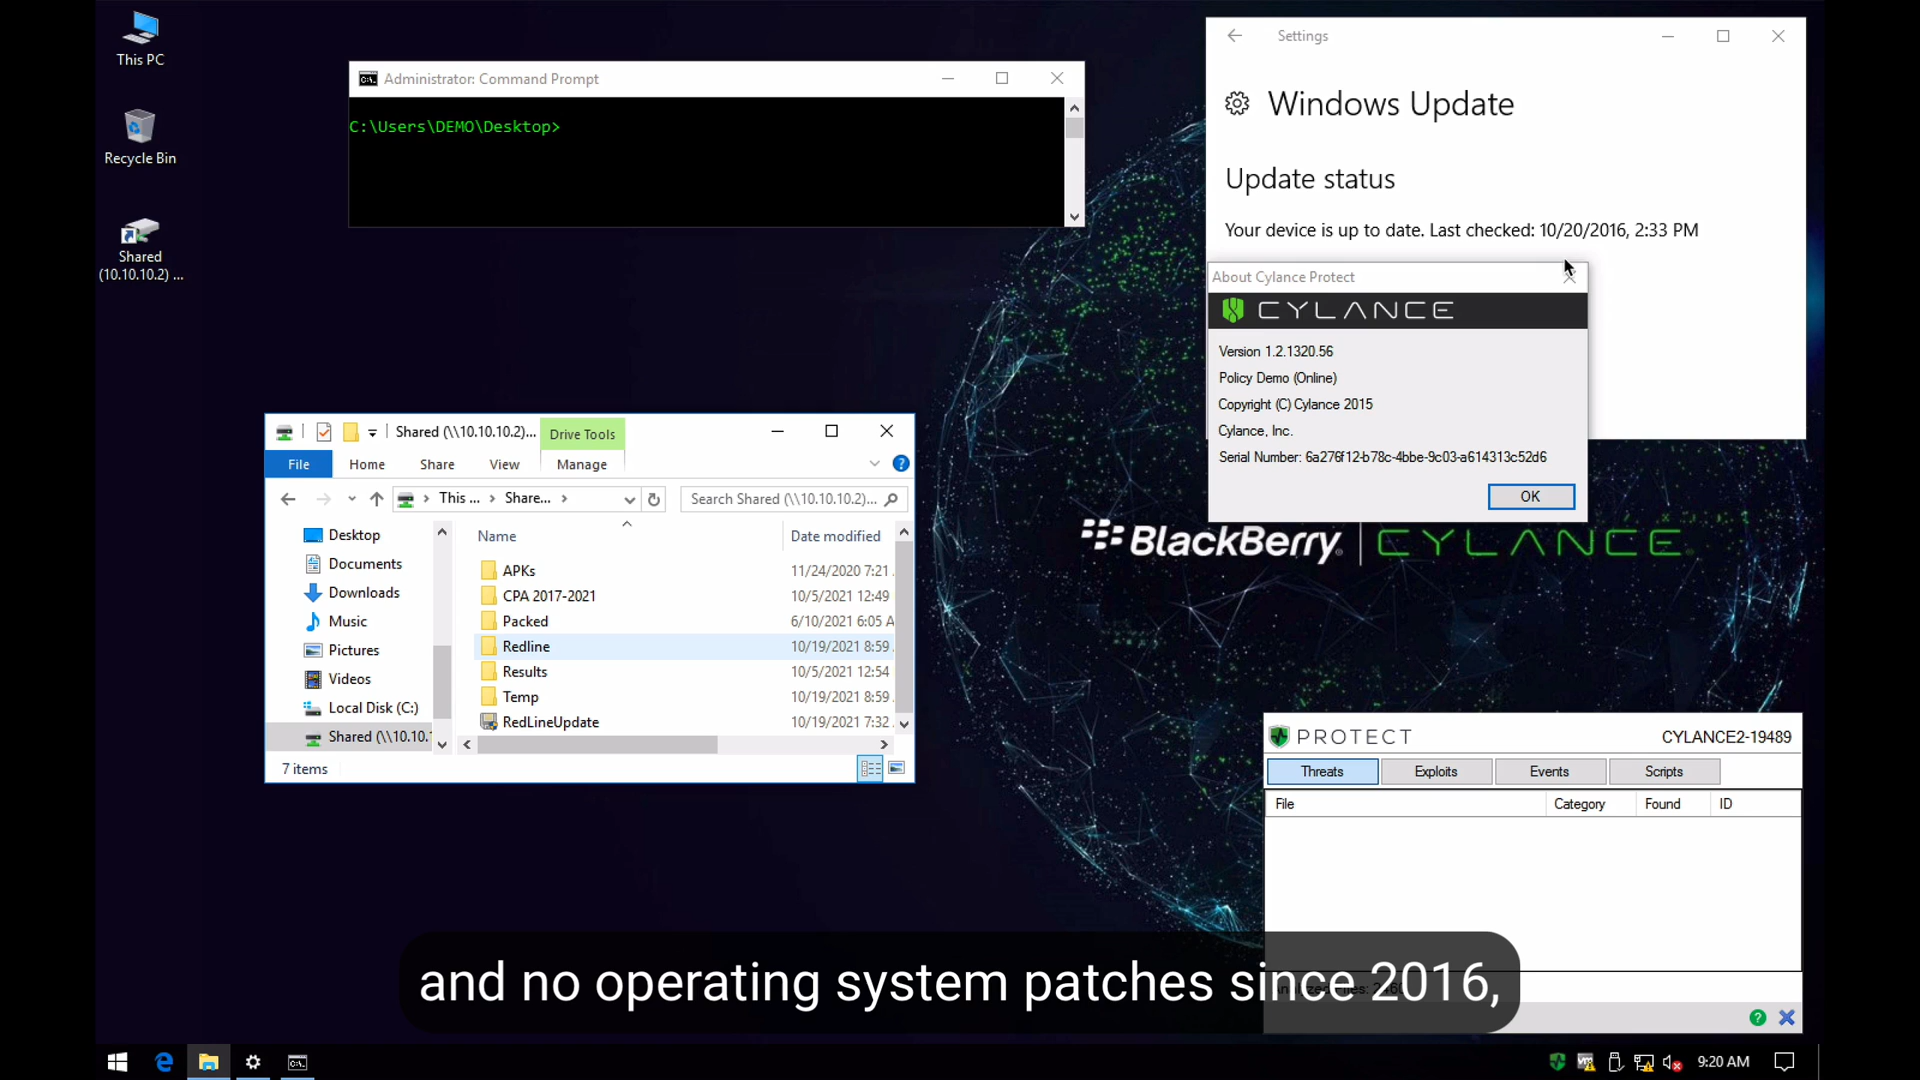 This PC
Recycle Bin
Shared
(10.10.10.2) ...
Administrator: Command Prompt
C:\Users\DEMO\Desktop>
Settings
Windows Update
Update status
Your device is up to date. Last checked: 10/20/2016, 2:33 PM
About Cylance Protect
CYLANCE
Version 1.2.1320.56
Policy Demo (Online)
Copyright (C) Cylance 2015
Cylance, Inc.
Serial Number: 6a276f12-b78c-4bbe-9c03-a614313c52d6
OK
BlackBerry | CYLANCE
Shared (\\10.10.10.2)...
Drive Tools
File
Home
Share
View
Manage
This ...
Share...
Search Shared (\\10.10.10.2)...
Desktop
Documents
Downloads
Music
Pictures
Videos
Local Disk (C:)
Shared (\\10.10.1
Name
Date modified
APKs 11/24/2020 7:21
CPA 2017-2021 10/5/2021 12:49
Packed 6/10/2021 6:05 A
Redline 10/19/2021 8:59
Results 10/5/2021 12:54
Temp 10/19/2021 8:59
RedLineUpdate 10/19/2021 7:32
7 items
PROTECT
CYLANCE2-19489
Threats
Exploits
Events
Scripts
File
Category
Found
ID
and no operating system patches since 2016,
9:20 AM